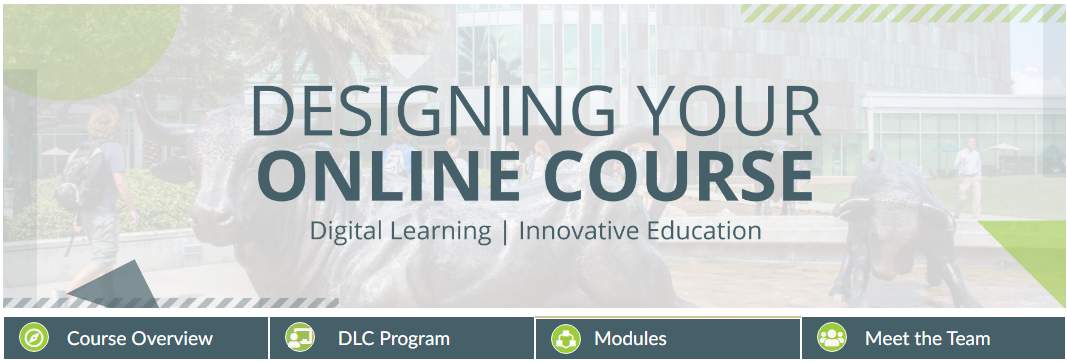 DESIGNING YOUR
ONLINE COURSE
Digital Learning | Innovative Education
Course Overview
DLC Program
Modules
Meet the Team